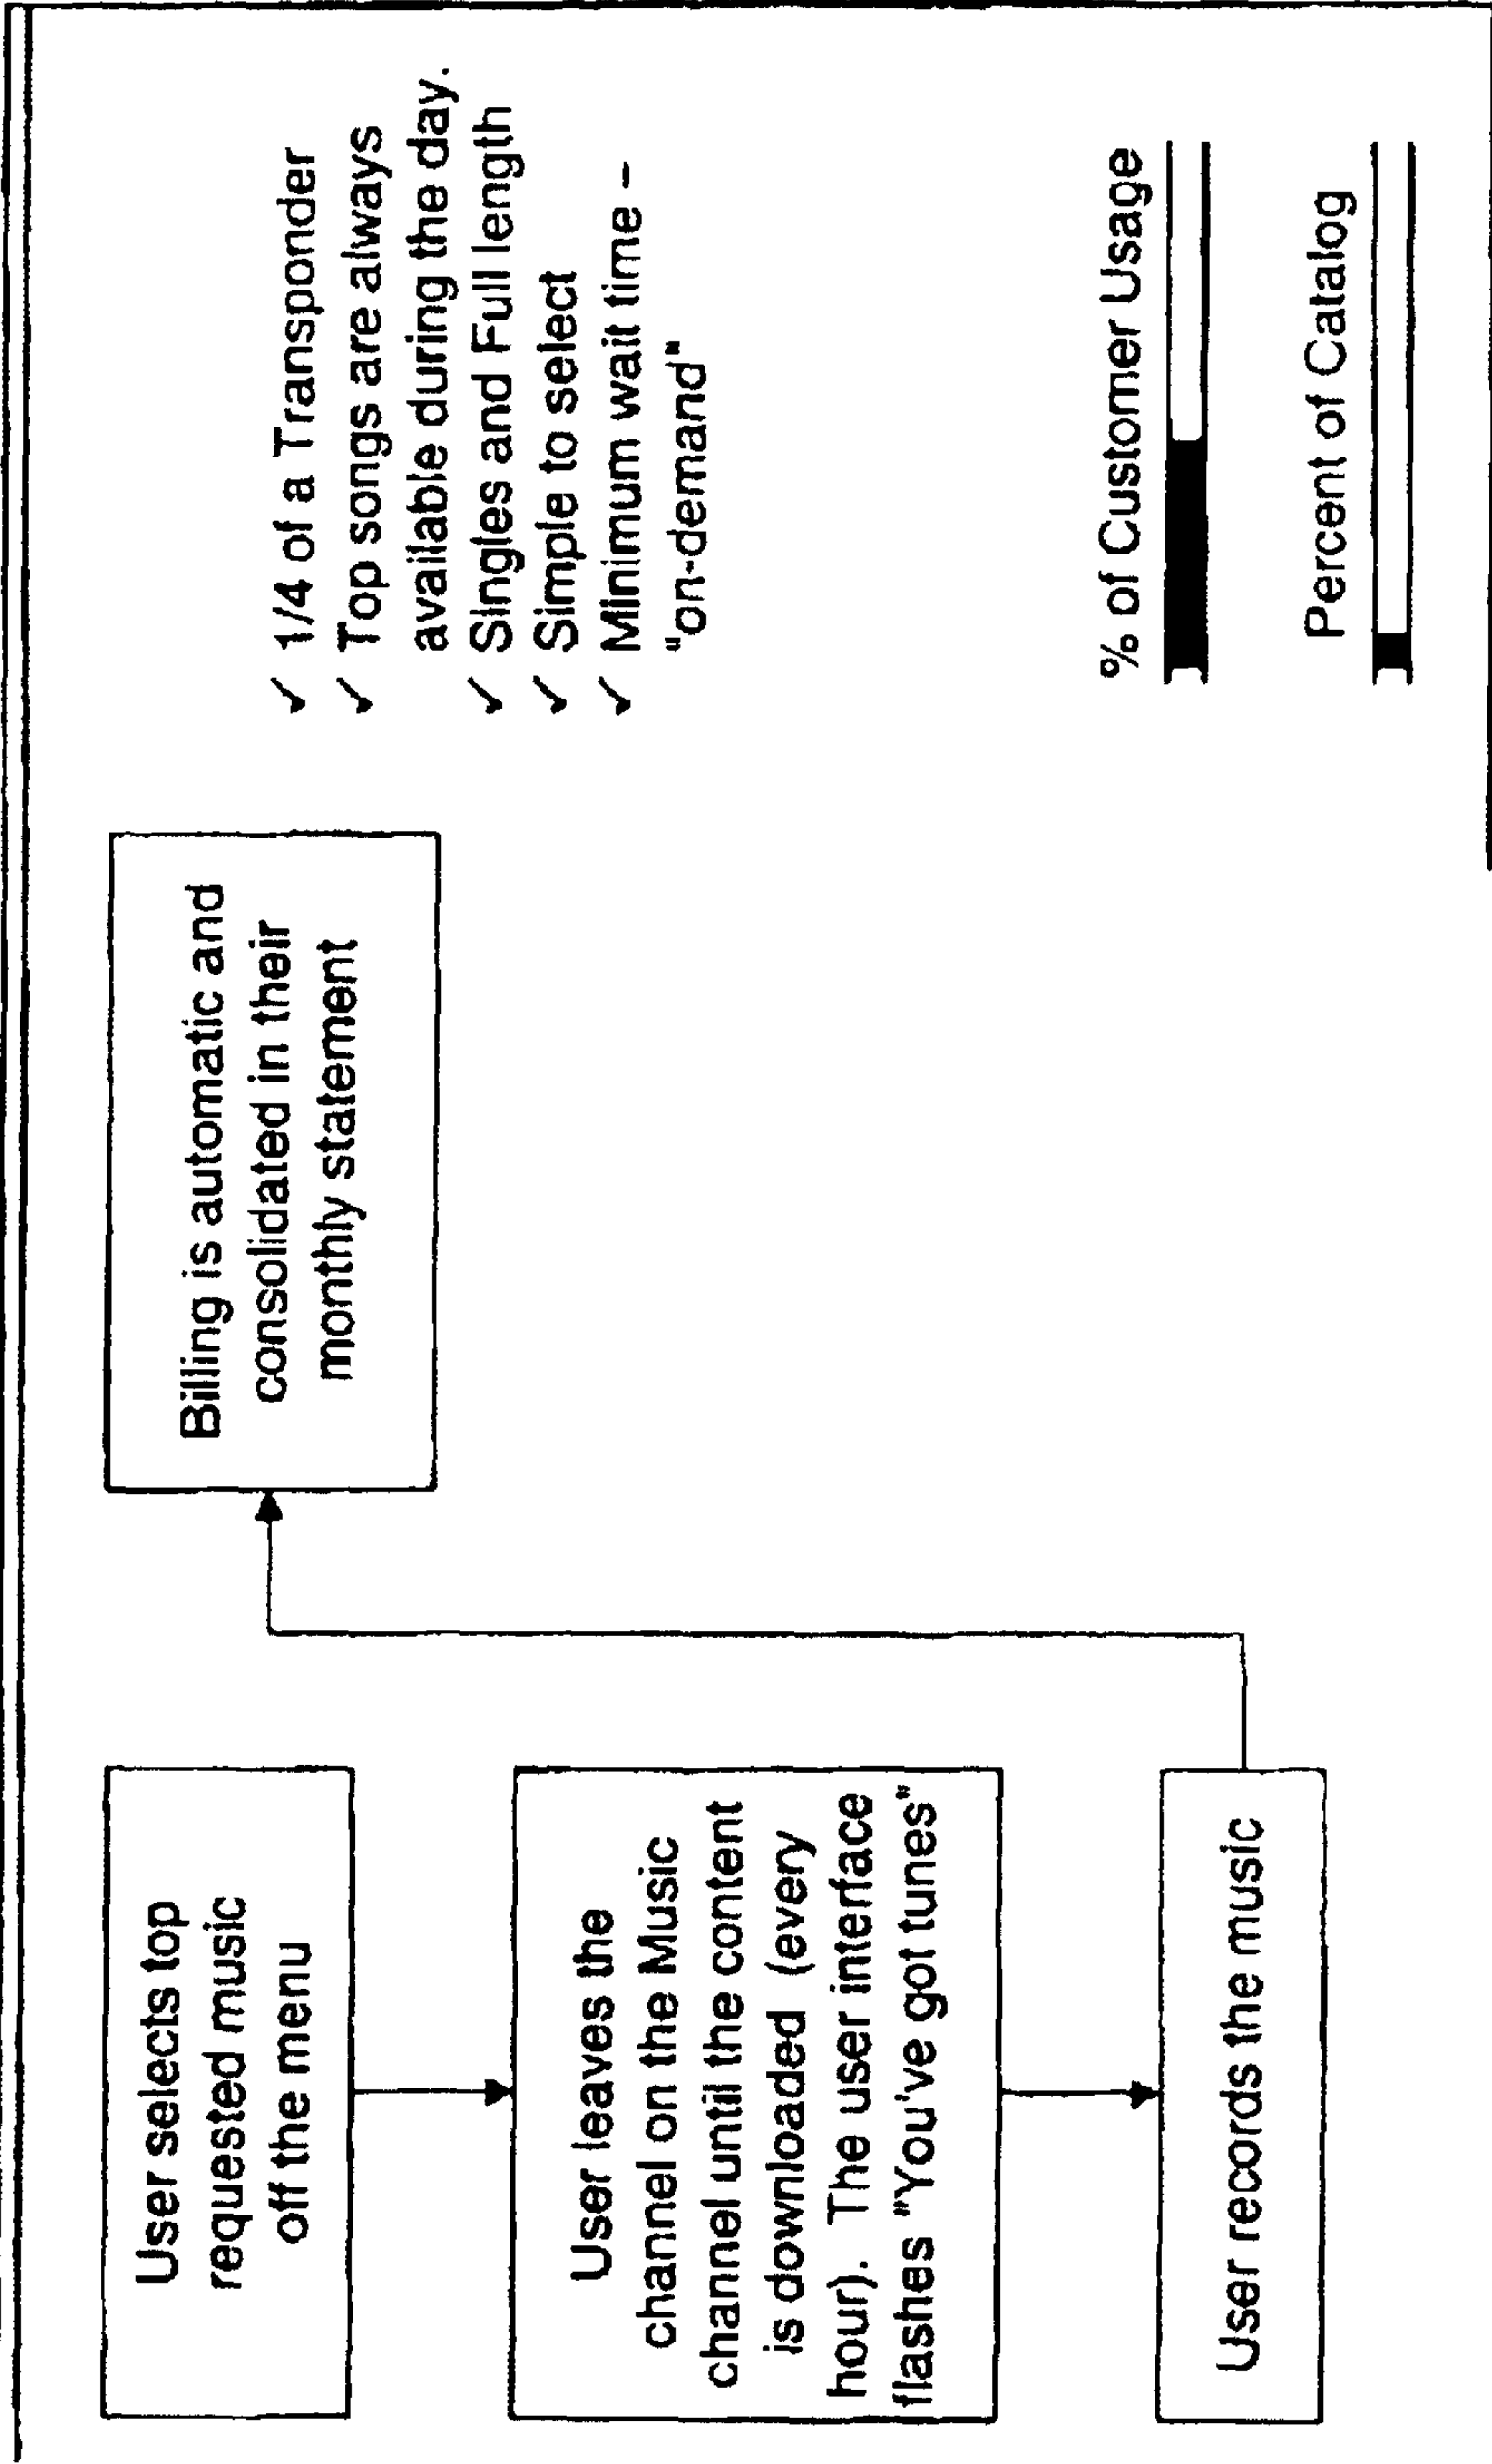 User selects top
requested music
off the menu
User leaves the
channel on the Music
channel until the content
is downloaded (every
hour). The user interface
flashes "You've got tunes"
User records the music
Billing is automatic and
consolidated in their
monthly statement
✓ 1/4 of a Transponder
✓ Top songs are always
available during the day.
✓ Singles and Full length
✓ Simple to select
✓ Minimum wait time –
"on-demand"
% of Customer Usage
Percent of Catalog